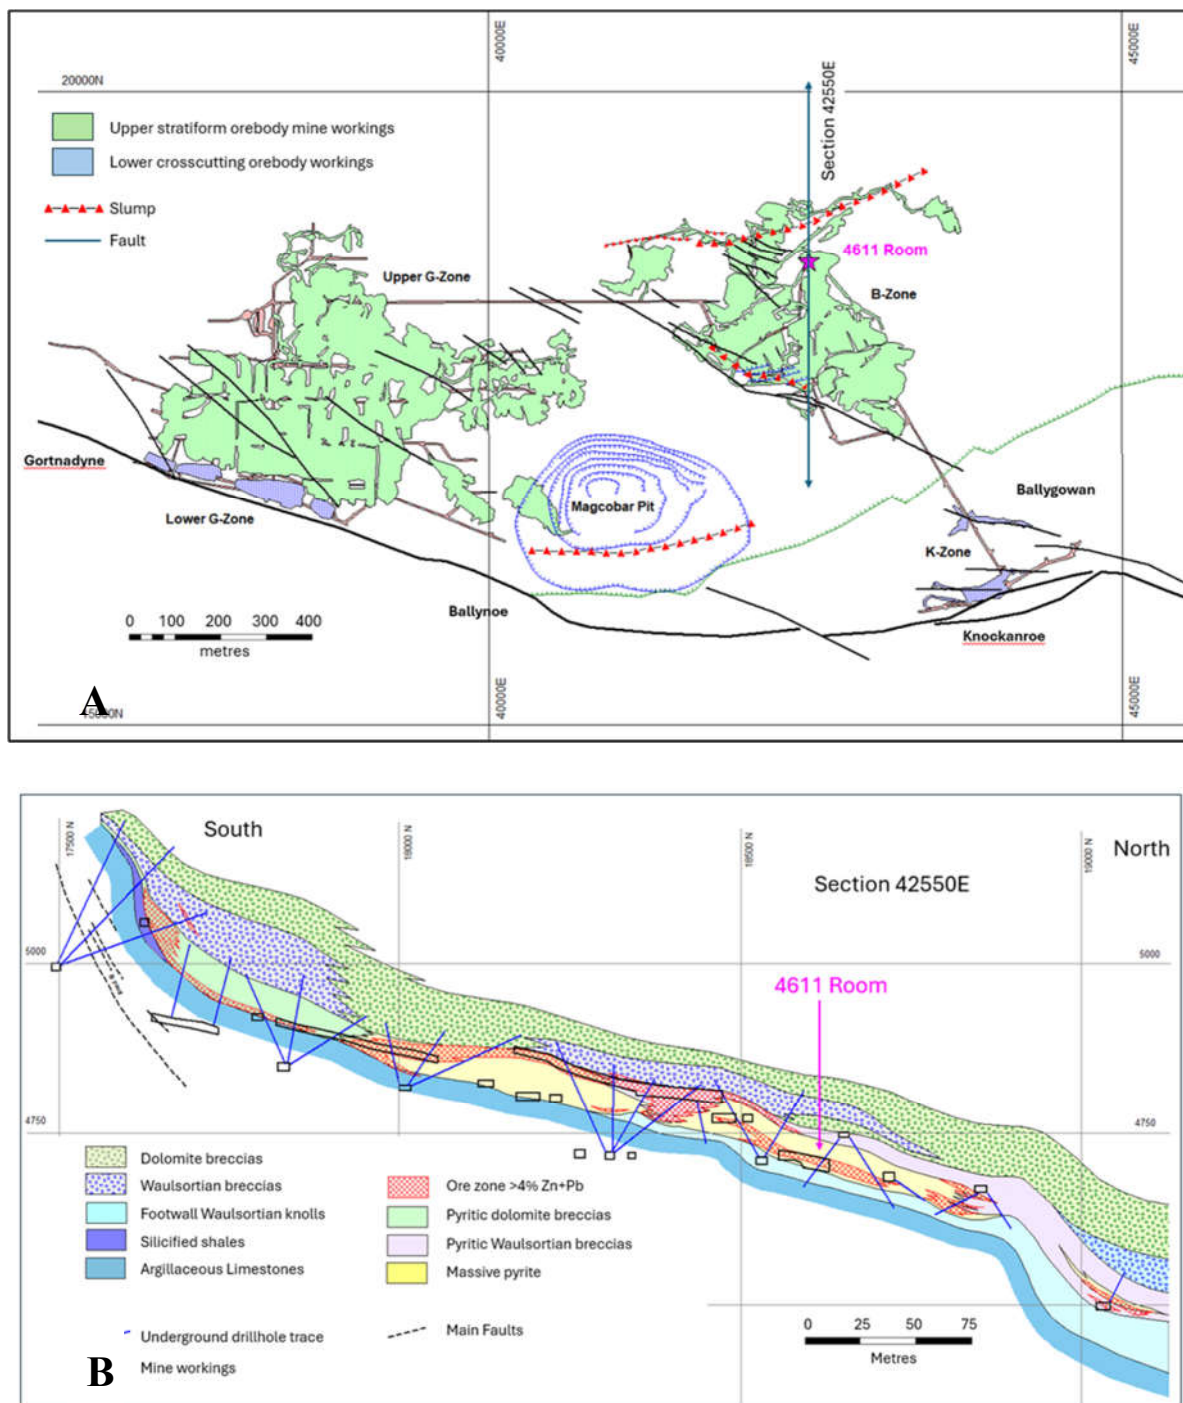 40000E
45000E
20000N
Section 42550E
Upper stratiform orebody mine workings
Lower crosscutting orebody workings
Slump
Fault
4611 Room
Upper G-Zone
B-Zone
Gortnadyne
Magcobar Pit
Ballygowan
Lower G-Zone
K-Zone
Ballynoe
Knockanroe
0 100 200 300 400
metres
A
15000N
40000E
45000E
South
North
17500 N
18000 N
18500 N
19000 N
Section 42550E
5000
5000
4611 Room
4750
4750
Dolomite breccias
Waulsortian breccias
Footwall Waulsortian knolls
Silicified shales
Argillaceous Limestones
Ore zone >4% Zn+Pb
Pyritic dolomite breccias
Pyritic Waulsortian breccias
Massive pyrite
Underground drillhole trace
Mine workings
Main Faults
0 25 50 75
Metres
B